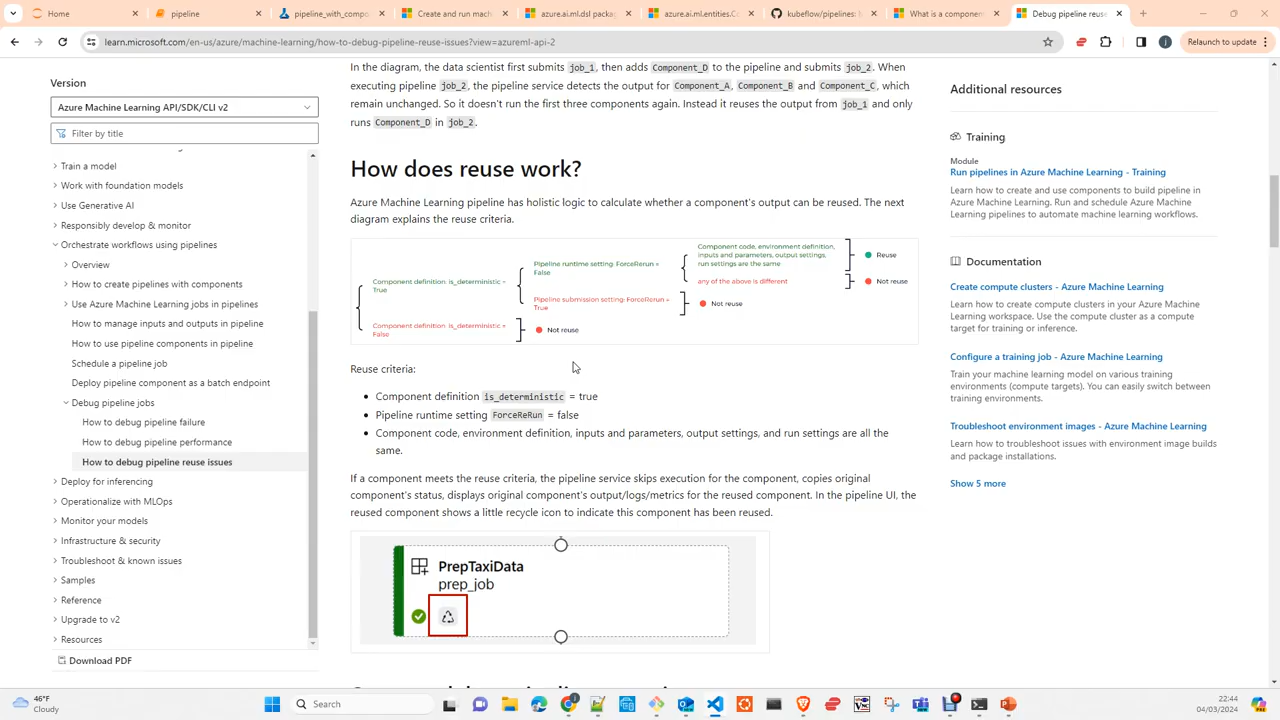 Home
pipeline
pipeline_with_comp
Create and run mac
azure.ai.ml.dsl packag
azure.ai.ml.entities.Co
kubeflow/pipelines: M
What is a componen
Debug pipeline reuse
learn.microsoft.com/en-us/azure/machine-learning/how-to-debug-pipeline-reuse-issues?view=azureml-api-2
Relaunch to update
Version
Azure Machine Learning API/SDK/CLI v2
Filter by title
Train a model
Work with foundation models
Use Generative AI
Responsibly develop & monitor
Orchestrate workflows using pipelines
Overview
How to create pipelines with components
Use Azure Machine Learning jobs in pipelines
How to manage inputs and outputs in pipeline
How to use pipeline components in pipeline
Schedule a pipeline job
Deploy pipeline component as a batch endpoint
Debug pipeline jobs
How to debug pipeline failure
How to debug pipeline performance
How to debug pipeline reuse issues
Deploy for inferencing
Operationalize with MLOps
Monitor your models
Infrastructure & security
Troubleshoot & known issues
Samples
Reference
Upgrade to v2
Resources
Download PDF
In the diagram, the data scientist first submits job_1, then adds Component_D to the pipeline and submits job_2. When
executing pipeline job_2, the pipeline service detects the output for Component_A, Component_B and Component_C, which
remain unchanged. So it doesn't run the first three components again. Instead it reuses the output from job_1 and only
runs Component_D in job_2.
How does reuse work?
Azure Machine Learning pipeline has holistic logic to calculate whether a component's output can be reused. The next
diagram explains the reuse criteria.
Component definition: is_deterministic =
True
Component definition: is_deterministic =
False
Not reuse
Pipeline runtime setting: ForceRerun =
False
Pipeline submission setting: ForceRerun =
True
Not reuse
Component code, environment definition,
inputs and parameters, output settings,
run settings are the same
Reuse
any of the above is different
Not reuse
Reuse criteria:
Component definition is_deterministic = true
Pipeline runtime setting ForceReRun = false
Component code, environment definition, inputs and parameters, output settings, and run settings are all the
same.
If a component meets the reuse criteria, the pipeline service skips execution for the component, copies original
component's status, displays original component's output/logs/metrics for the reused component. In the pipeline UI, the
reused component shows a little recycle icon to indicate this component has been reused.
PrepTaxiData
prep_job
Additional resources
Training
Module
Run pipelines in Azure Machine Learning - Training
Learn how to create and use components to build pipeline in
Azure Machine Learning. Run and schedule Azure Machine
Learning pipelines to automate machine learning workflows.
Documentation
Create compute clusters - Azure Machine Learning
Learn how to create compute clusters in your Azure Machine
Learning workspace. Use the compute cluster as a compute
target for training or inference.
Configure a training job - Azure Machine Learning
Train your machine learning model on various training
environments (compute targets). You can easily switch between
training environments.
Troubleshoot environment images - Azure Machine Learning
Learn how to troubleshoot issues with environment image builds
and package installations.
Show 5 more
46°F
Cloudy
Search
22:44
04/03/2024